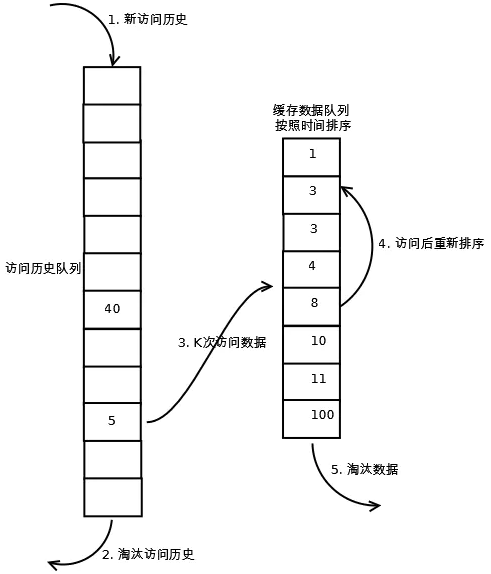 1. 新访问历史
缓存数据队列
按照时间排序
1
3
3
4. 访问后重新排序
访问历史队列
4
40
8
3. K次访问数据
10
11
5
100
5. 淘汰数据
2. 淘汰访问历史